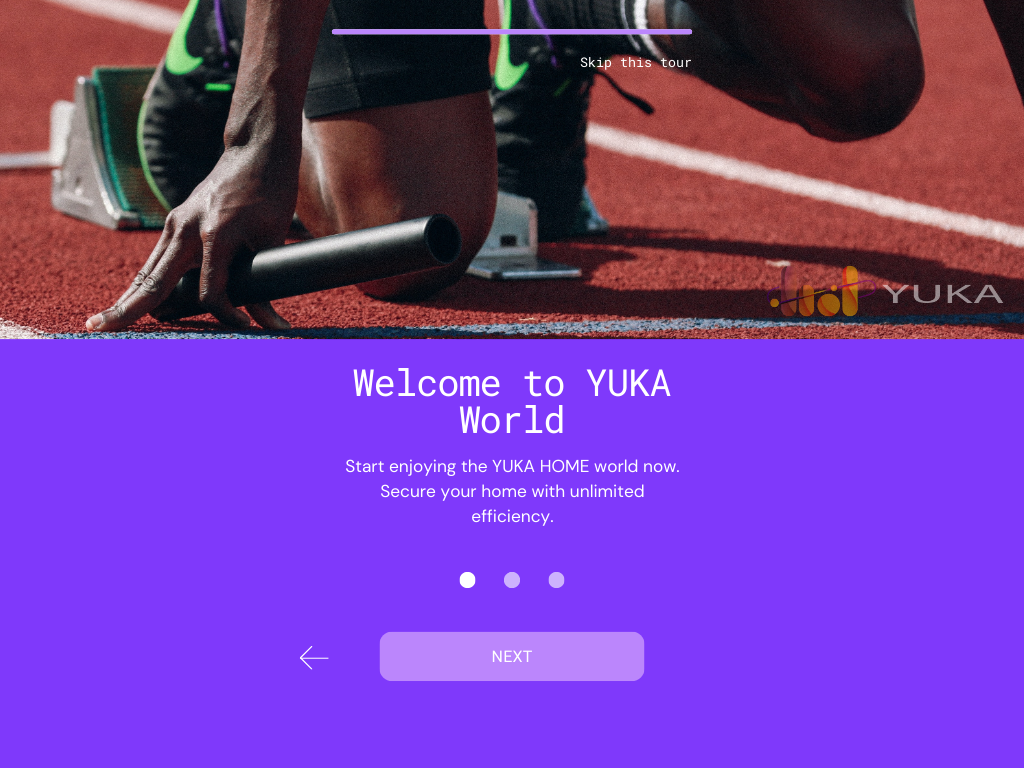 Skip this tour
YUKA
Welcome to YUKA
World
Start enjoying the YUKA HOME world now.
Secure your home with unlimited
efficiency.
NEXT